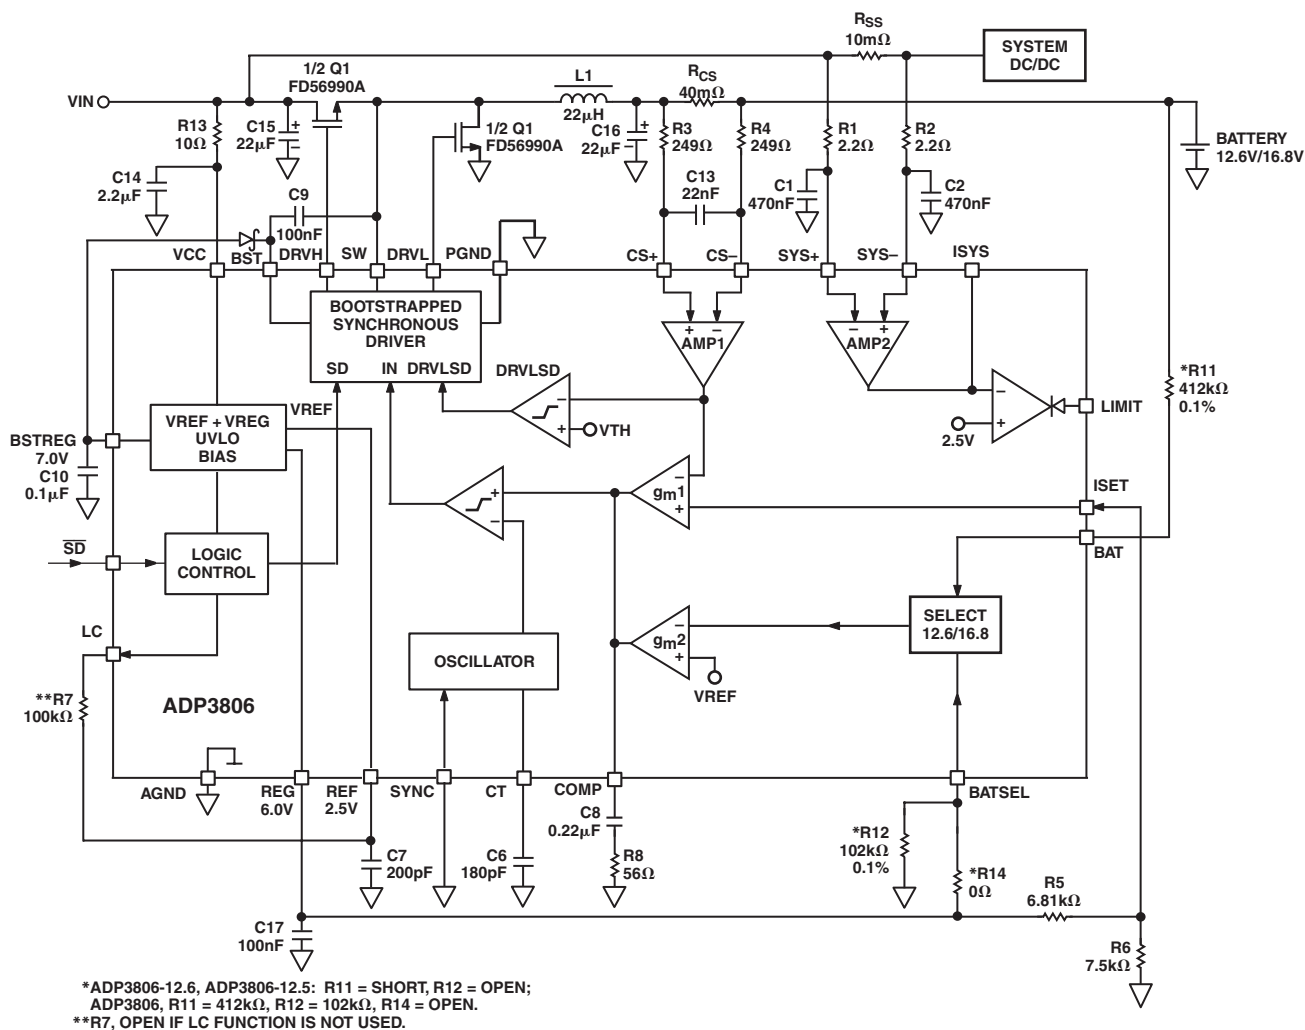 RSS
10mΩ
SYSTEM
DC/DC
1/2 Q1
FD56990A
L1
22μH
RCS
40mΩ
VIN
R13
10Ω
C15
22μF
+
–
1/2 Q1
FD56990A
C16
22μF
+
–
R3
249Ω
R4
249Ω
R1
2.2Ω
R2
2.2Ω
BATTERY
12.6V/16.8V
C14
2.2μF
C9
100nF
C13
22nF
C1
470nF
C2
470nF
VCC
BST
DRVH
SW
DRVL
PGND
CS+
CS–
SYS+
SYS–
ISYS
BOOTSTRAPPED
SYNCHRONOUS
DRIVER
SD
IN
DRVLSD
+
–
AMP1
–
+
AMP2
DRVLSD
–
+
VTH
–
+
2.5V
LIMIT
*R11
412kΩ
0.1%
VREF
VREF + VREG
UVLO
BIAS
BSTREG
7.0V
C10
0.1μF
+
–
–
gm1
+
ISET
BAT
SD
LOGIC
CONTROL
LC
**R7
100kΩ
ADP3806
OSCILLATOR
–
gm2
+
VREF
SELECT
12.6/16.8
AGND
REG
6.0V
REF
2.5V
SYNC
CT
COMP
BATSEL
C8
0.22μF
R8
56Ω
C7
200pF
C6
180pF
*R12
102kΩ
0.1%
*R14
0Ω
R5
6.81kΩ
C17
100nF
R6
7.5kΩ
*ADP3806-12.6, ADP3806-12.5: R11 = SHORT, R12 = OPEN;
ADP3806, R11 = 412kΩ, R12 = 102kΩ, R14 = OPEN.
**R7, OPEN IF LC FUNCTION IS NOT USED.